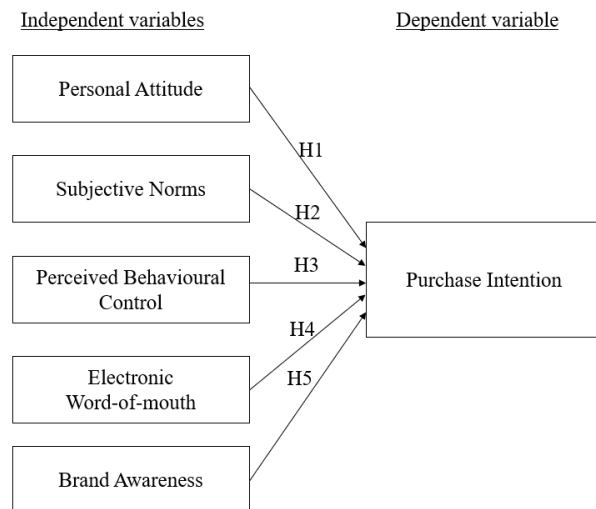 Independent variables
Dependent variable
Personal Attitude
H1
Subjective Norms
H2
Perceived Behavioural
Control
H3
Purchase Intention
H4
Electronic
Word-of-mouth
H5
Brand Awareness